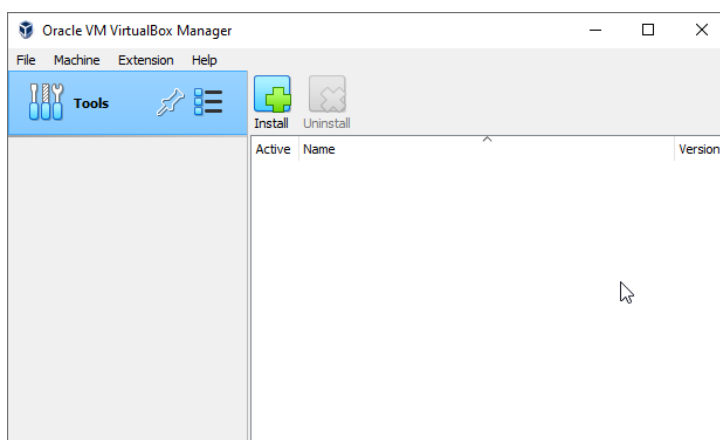 Oracle VM VirtualBox Manager
File Machine Extension Help
Tools
Install Uninstall
Active Name Version